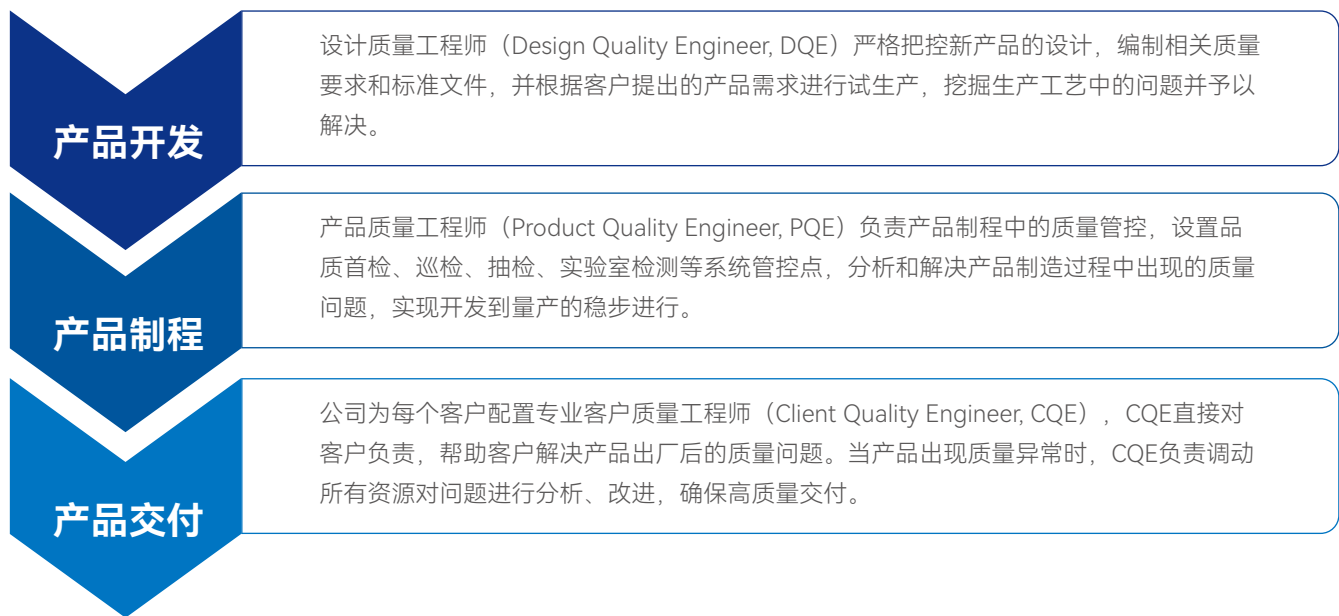 产品开发
设计质量工程师（Design Quality Engineer, DQE）严格把控新产品的设计，编制相关质量
要求和标准文件，并根据客户提出的产品需求进行试生产，挖掘生产工艺中的问题并予以
解决。
产品制程
产品质量工程师（Product Quality Engineer, PQE）负责产品制程中的质量管控，设置品
质首检、巡检、抽检、实验室检测等系统管控点，分析和解决产品制造过程中出现的质量
问题，实现开发到量产的稳步进行。
产品交付
公司为每个客户配置专业客户质量工程师（Client Quality Engineer, CQE），CQE直接对
客户负责，帮助客户解决产品出厂后的质量问题。当产品出现质量异常时，CQE负责调动
所有资源对问题进行分析、改进，确保高质量交付。